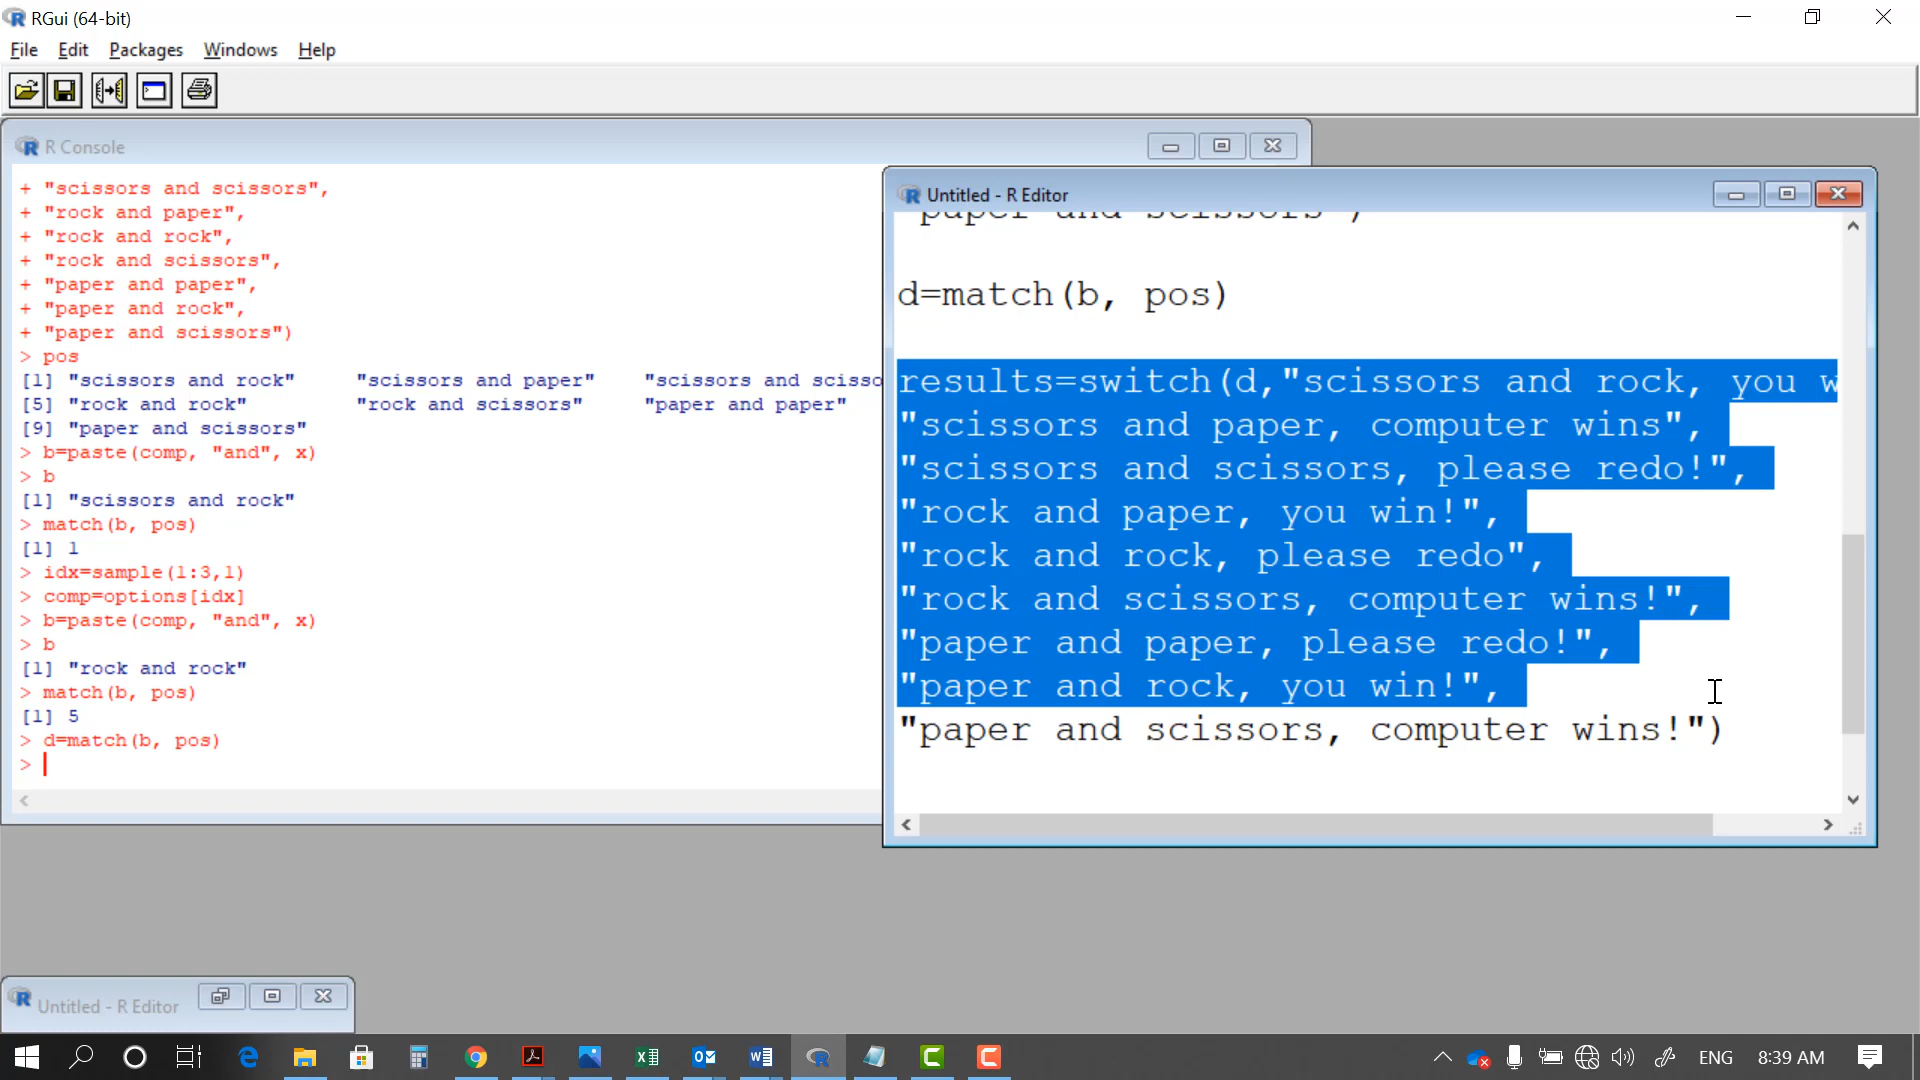 RGui (64-bit)
File Edit Packages Windows Help
R Console
+ "scissors and scissors",
+ "rock and paper",
+ "rock and rock",
+ "rock and scissors",
+ "paper and paper",
+ "paper and rock",
+ "paper and scissors")
> pos
[1] "scissors and rock" "scissors and paper" "scissors and scisso
[5] "rock and rock" "rock and scissors" "paper and paper"
[9] "paper and scissors"
> b=paste(comp, "and", x)
> b
[1] "scissors and rock"
> match(b, pos)
[1] 1
> idx=sample(1:3,1)
> comp=options[idx]
> b=paste(comp, "and", x)
> b
[1] "rock and rock"
> match(b, pos)
[1] 5
> d=match(b, pos)
>
Untitled - R Editor
"paper and scissors")
d=match(b, pos)
results=switch(d,"scissors and rock, you w
"scissors and paper, computer wins",
"scissors and scissors, please redo!",
"rock and paper, you win!",
"rock and rock, please redo",
"rock and scissors, computer wins!",
"paper and paper, please redo!",
"paper and rock, you win!",
"paper and scissors, computer wins!")
Untitled - R Editor
ENG 8:39 AM